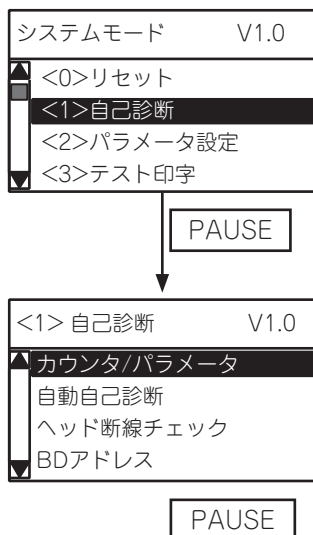 システムモード V1.0
<0>リセット
<1>自己診断
<2>パラメータ設定
<3>テスト印字
PAUSE
<1> 自己診断 V1.0
カウンタ/パラメータ
自動自己診断
ヘッド断線チェック
BDアドレス
PAUSE